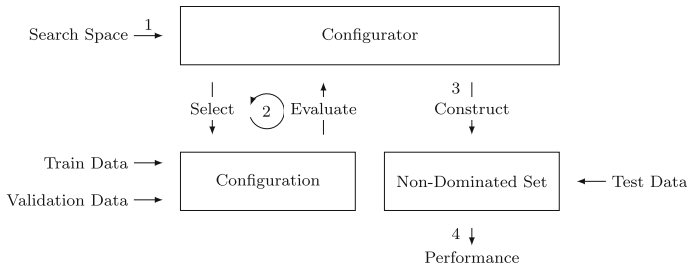 Search Space
1
Configurator
Select
2
Evaluate
3
Construct
Train Data
Validation Data
Configuration
Non-Dominated Set
Test Data
4
Performance